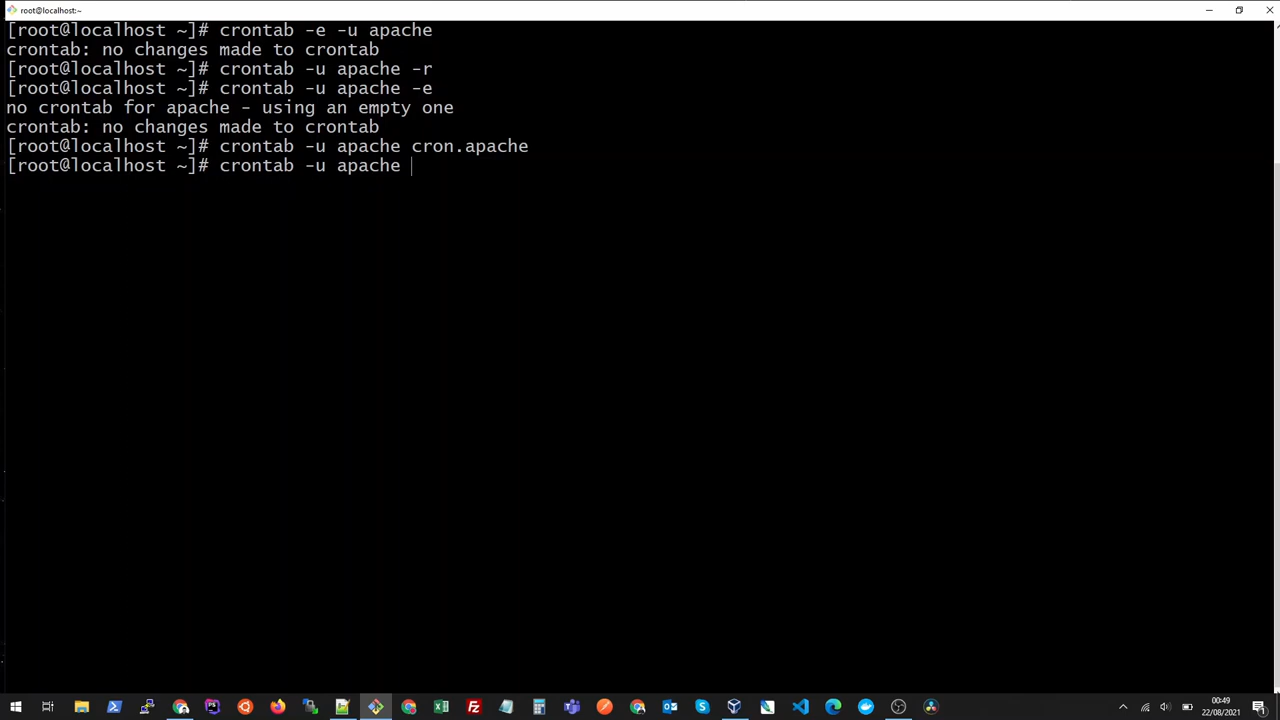 root@localhost:~
[root@localhost ~]# crontab -e -u apache
crontab: no changes made to crontab
[root@localhost ~]# crontab -u apache -r
[root@localhost ~]# crontab -u apache -e
no crontab for apache - using an empty one
crontab: no changes made to crontab
[root@localhost ~]# crontab -u apache cron.apache
[root@localhost ~]# crontab -u apache
00:49
22/08/2021